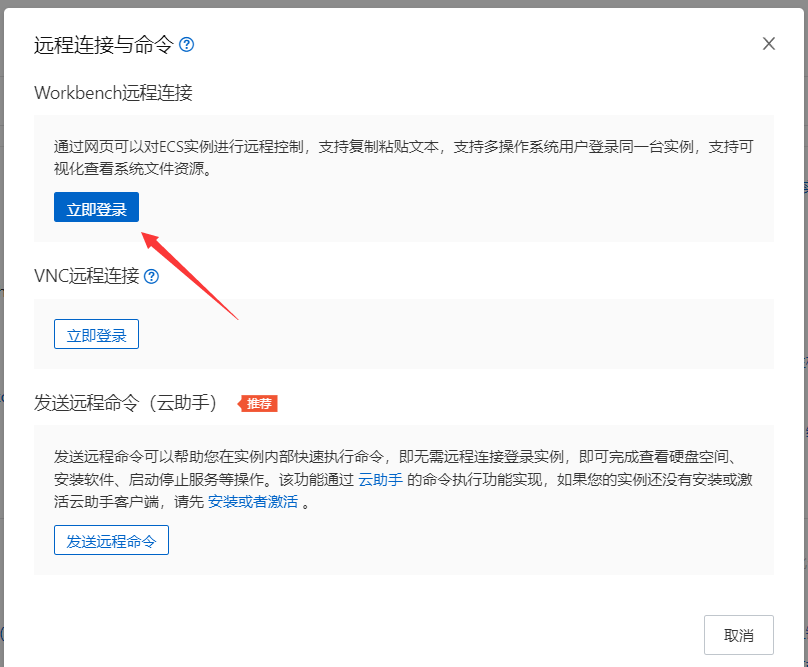 远程连接与命令
Workbench远程连接
通过网页可以对ECS实例进行远程控制，支持复制粘贴文本，支持多操作系统用户登录同一台实例，支持可
视化查看系统文件资源。
立即登录
VNC远程连接
立即登录
发送远程命令（云助手） 推荐
发送远程命令可以帮助您在实例内部快速执行命令，即无需远程连接登录实例，即可完成查看硬盘空间、
安装软件、启动停止服务等操作。该功能通过 云助手 的命令执行功能实现，如果您的实例还没有安装或激
活云助手客户端，请先 安装或者激活 。
发送远程命令
取消